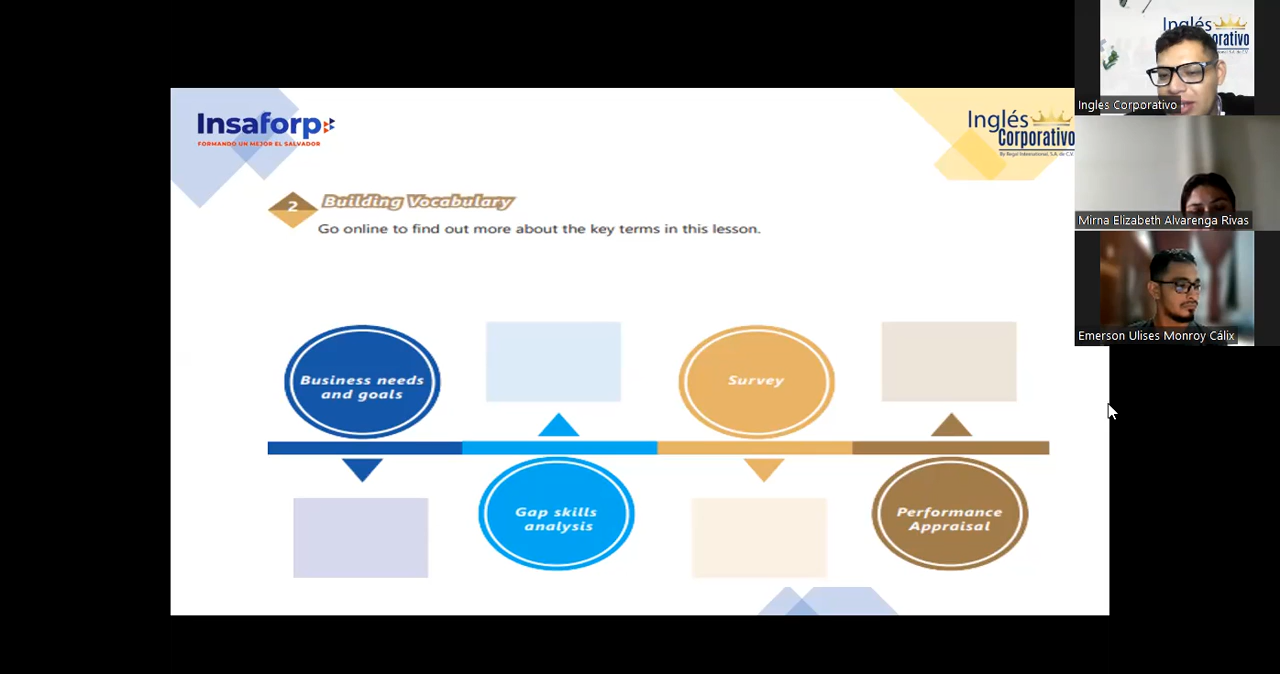 Insaforp
FORMANDO UN MEJOR EL SALVADOR
Inglés
Corporativo
By Regal International, S.A. de C.V.
2 Building Vocabulary
Go online to find out more about the key terms in this lesson.
Business needs
and goals
Survey
Gap skills
analysis
Performance
Appraisal
Inglés
orativo
Ingles Corporativo
Mirna Elizabeth Alvarenga Rivas
Emerson Ulises Monroy Cálix